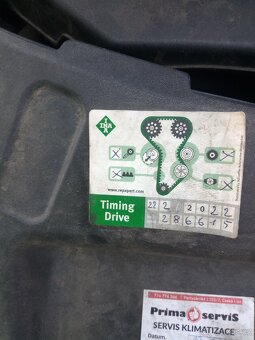 INA
www.repxpert.com
Timing
Drive
22 2 2022
286615
Prima serviS
SERVIS KLIMATIZACE
Datum: